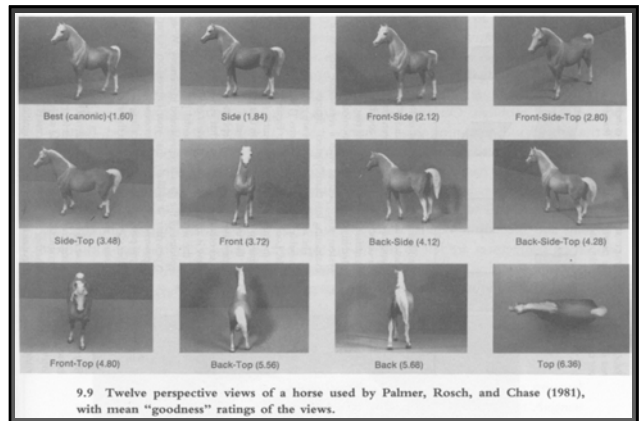 Best (canonic)-(1.60)
Side (1.84)
Front-Side (2.12)
Front-Side-Top (2.80)
Side-Top (3.48)
Front (3.72)
Back-Side (4.12)
Back-Side-Top (4.28)
Front-Top (4.80)
Back-Top (5.56)
Back (5.68)
Top (6.36)
9.9 Twelve perspective views of a horse used by Palmer, Rosch, and Chase (1981),
with mean “goodness” ratings of the views.